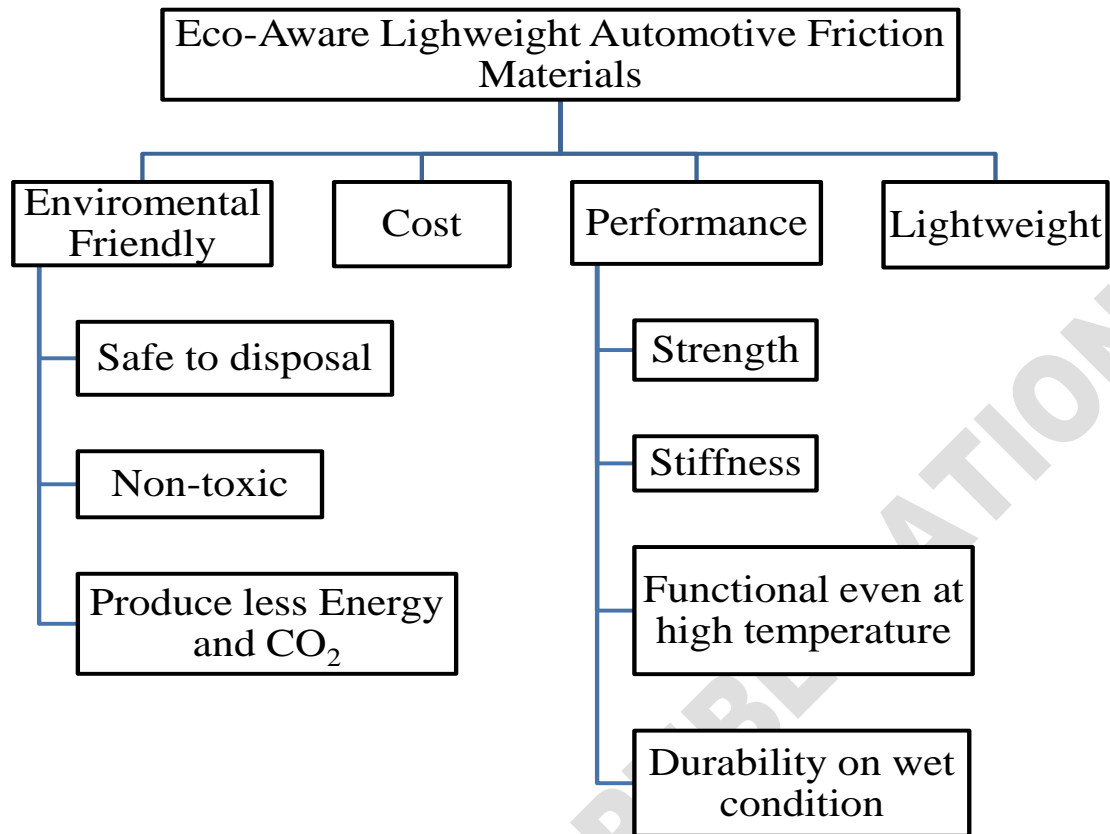 Eco-Aware Lighweight Automotive Friction
Materials
Enviromental
Friendly
Cost
Performance
Lightweight
Safe to disposal
Non-toxic
Produce less Energy
and CO₂
Strength
Stiffness
Functional even at
high temperature
Durability on wet
condition